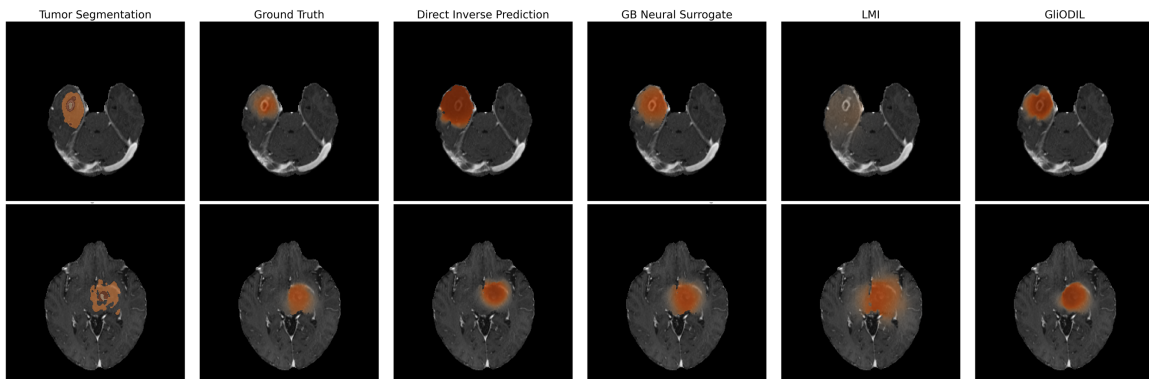 Tumor Segmentation
Ground Truth
Direct Inverse Prediction
GB Neural Surrogate
LMI
GliODIL